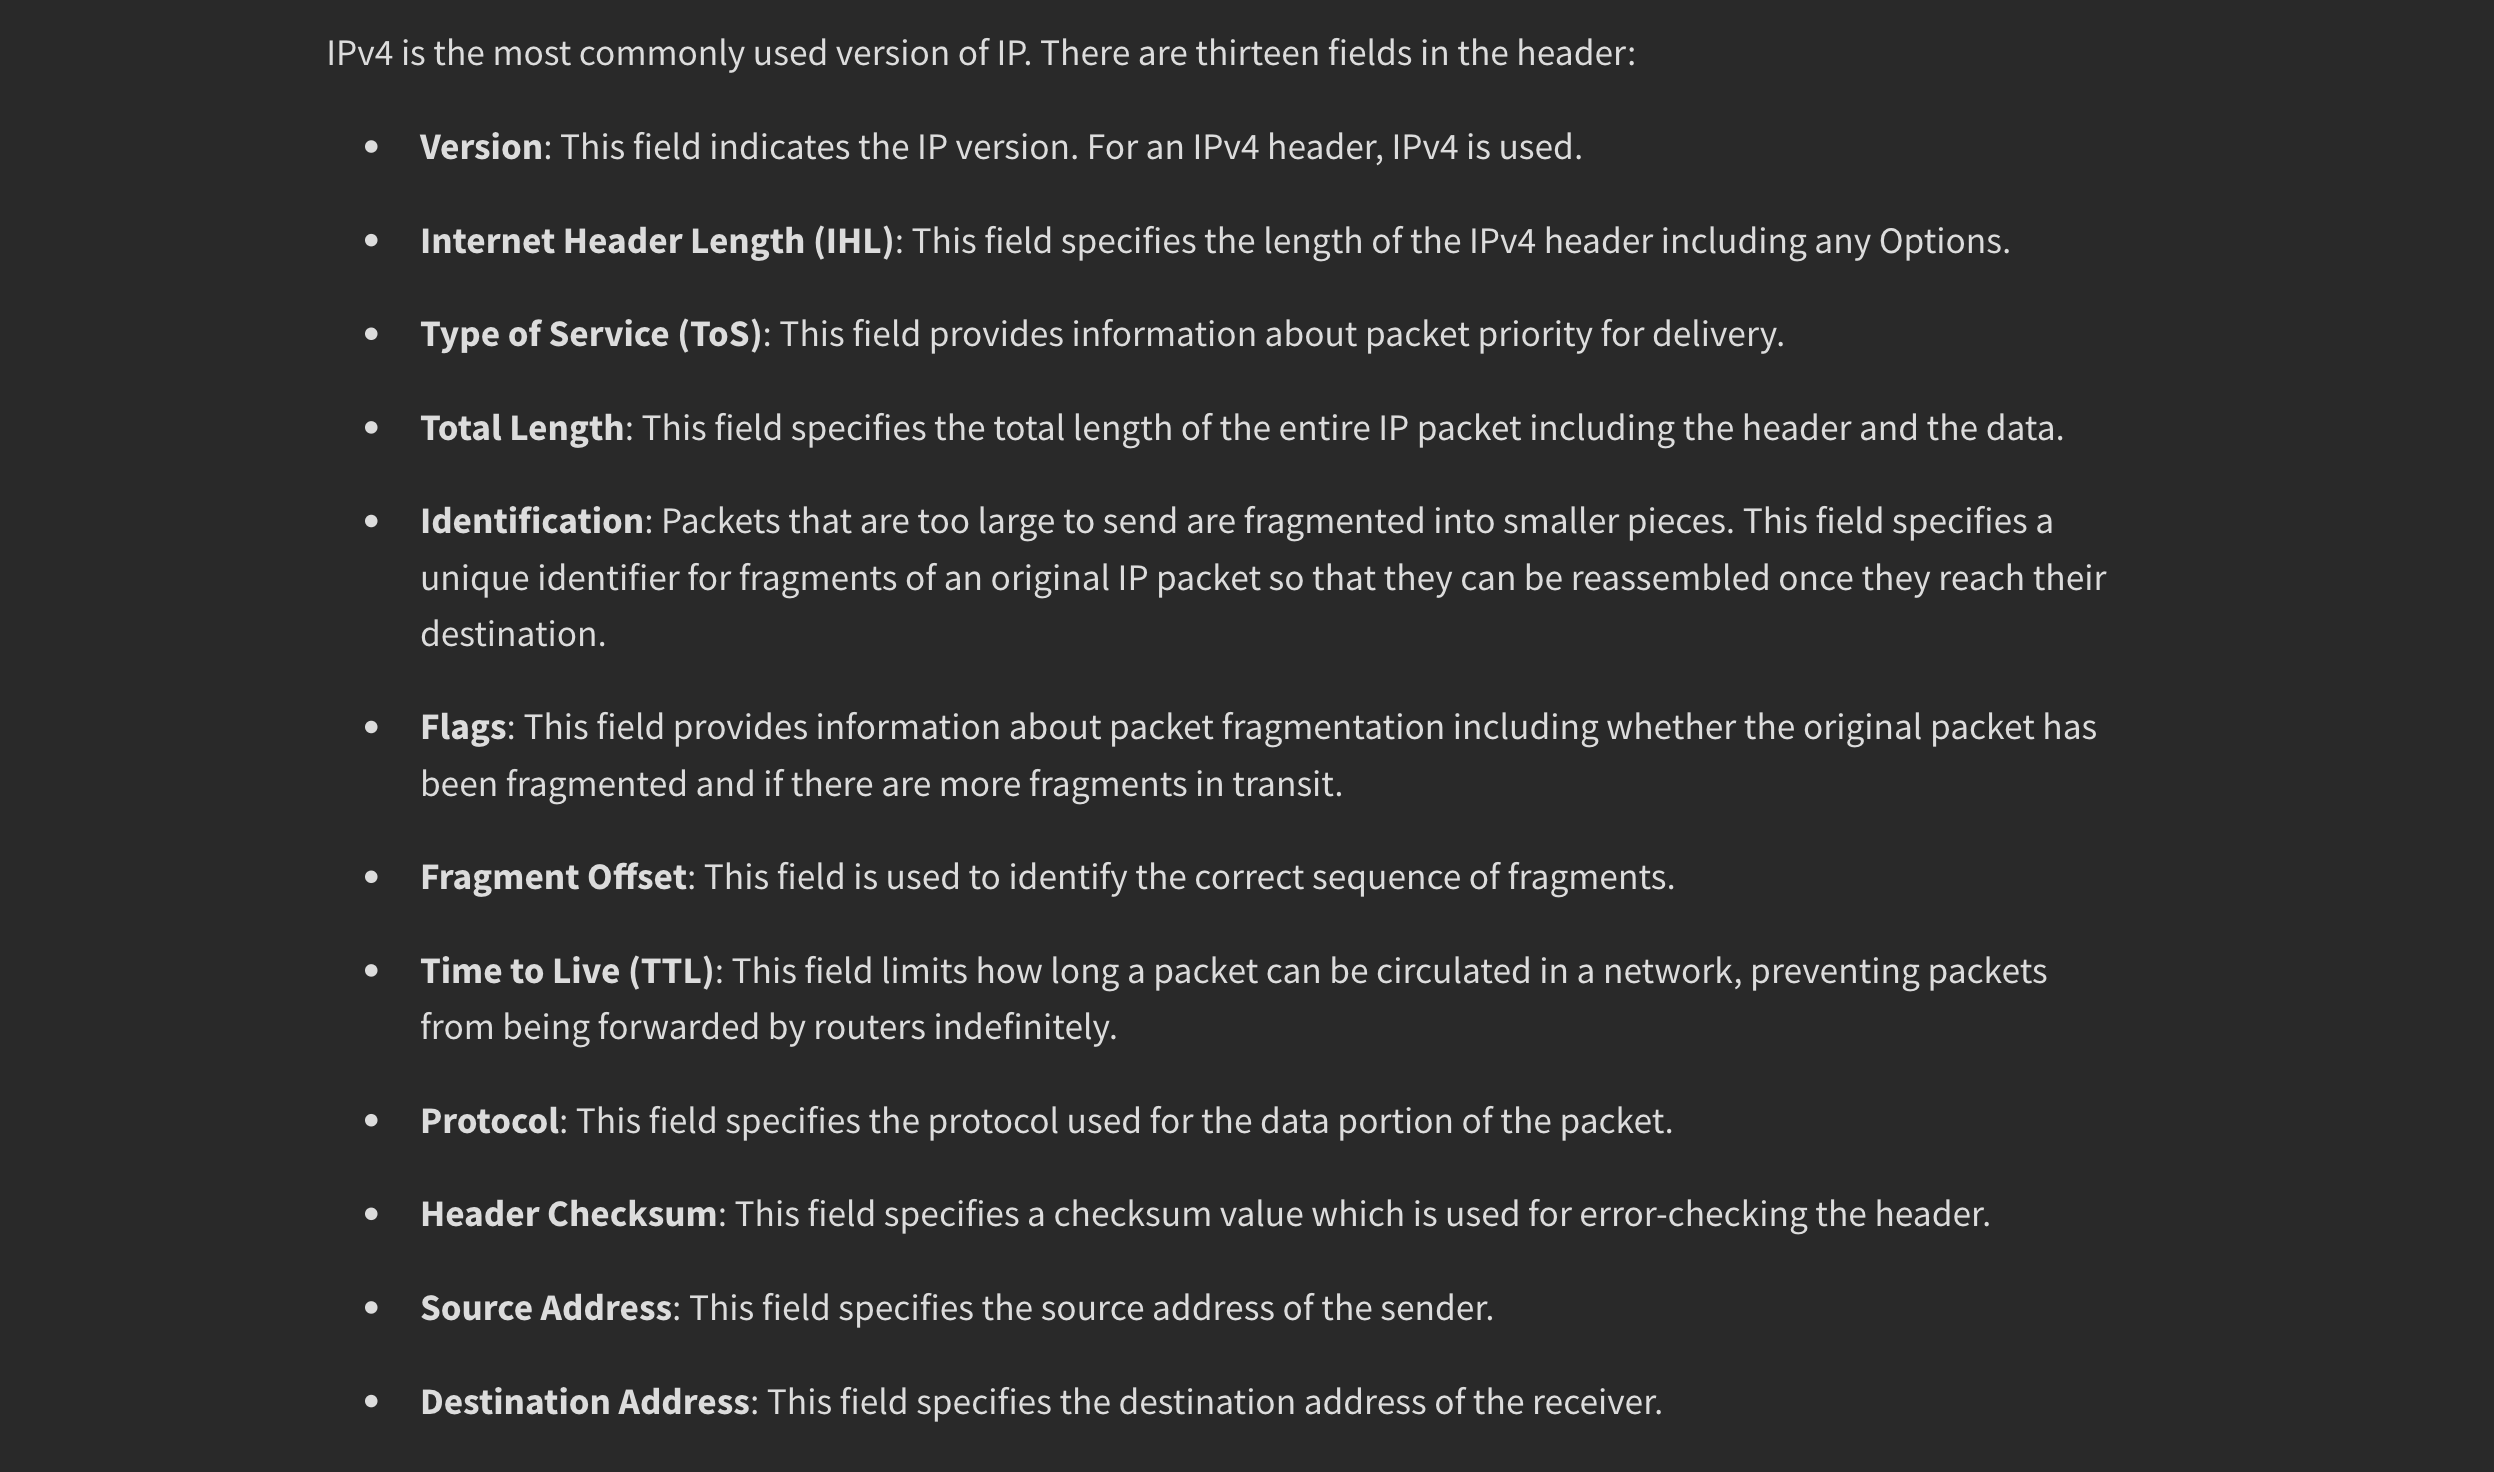 IPv4 is the most commonly used version of IP. There are thirteen fields in the header:
• Version: This field indicates the IP version. For an IPv4 header, IPv4 is used.
• Internet Header Length (IHL): This field specifies the length of the IPv4 header including any Options.
• Type of Service (ToS): This field provides information about packet priority for delivery.
• Total Length: This field specifies the total length of the entire IP packet including the header and the data.
• Identification: Packets that are too large to send are fragmented into smaller pieces. This field specifies a
unique identifier for fragments of an original IP packet so that they can be reassembled once they reach their
destination.
• Flags: This field provides information about packet fragmentation including whether the original packet has
been fragmented and if there are more fragments in transit.
• Fragment Offset: This field is used to identify the correct sequence of fragments.
• Time to Live (TTL): This field limits how long a packet can be circulated in a network, preventing packets
from being forwarded by routers indefinitely.
• Protocol: This field specifies the protocol used for the data portion of the packet.
• Header Checksum: This field specifies a checksum value which is used for error-checking the header.
• Source Address: This field specifies the source address of the sender.
• Destination Address: This field specifies the destination address of the receiver.